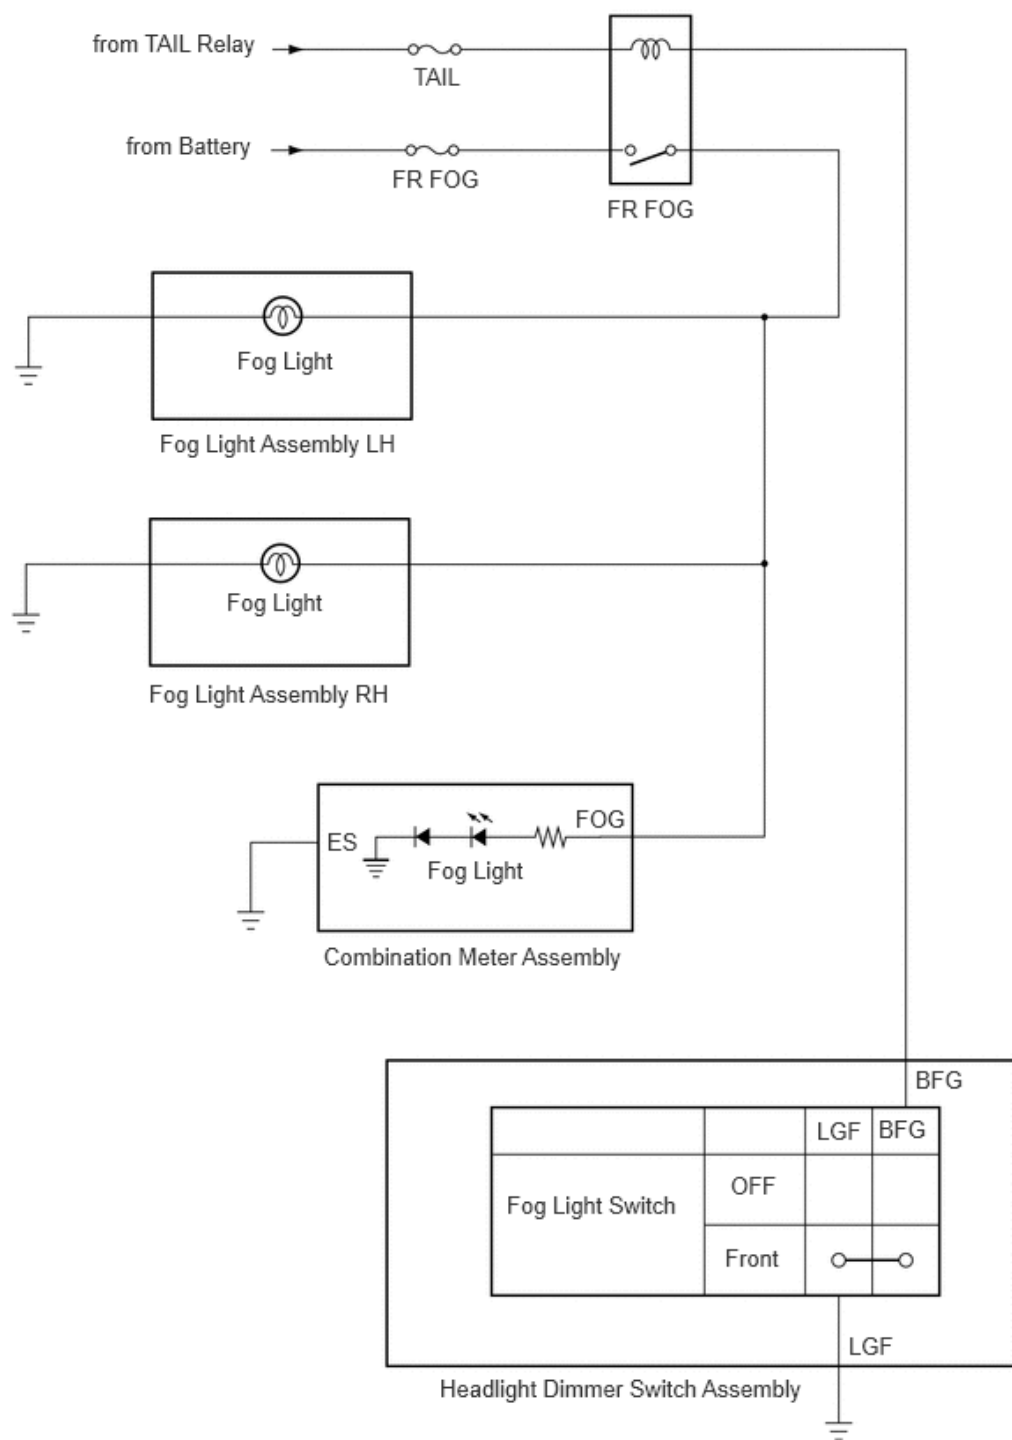 from TAIL Relay
TAIL
from Battery
FR FOG
FR FOG
Fog Light
Fog Light Assembly LH
Fog Light
Fog Light Assembly RH
FOG
ES
Fog Light
Combination Meter Assembly
BFG
LGF BFG
OFF
Fog Light Switch
Front
LGF
Headlight Dimmer Switch Assembly